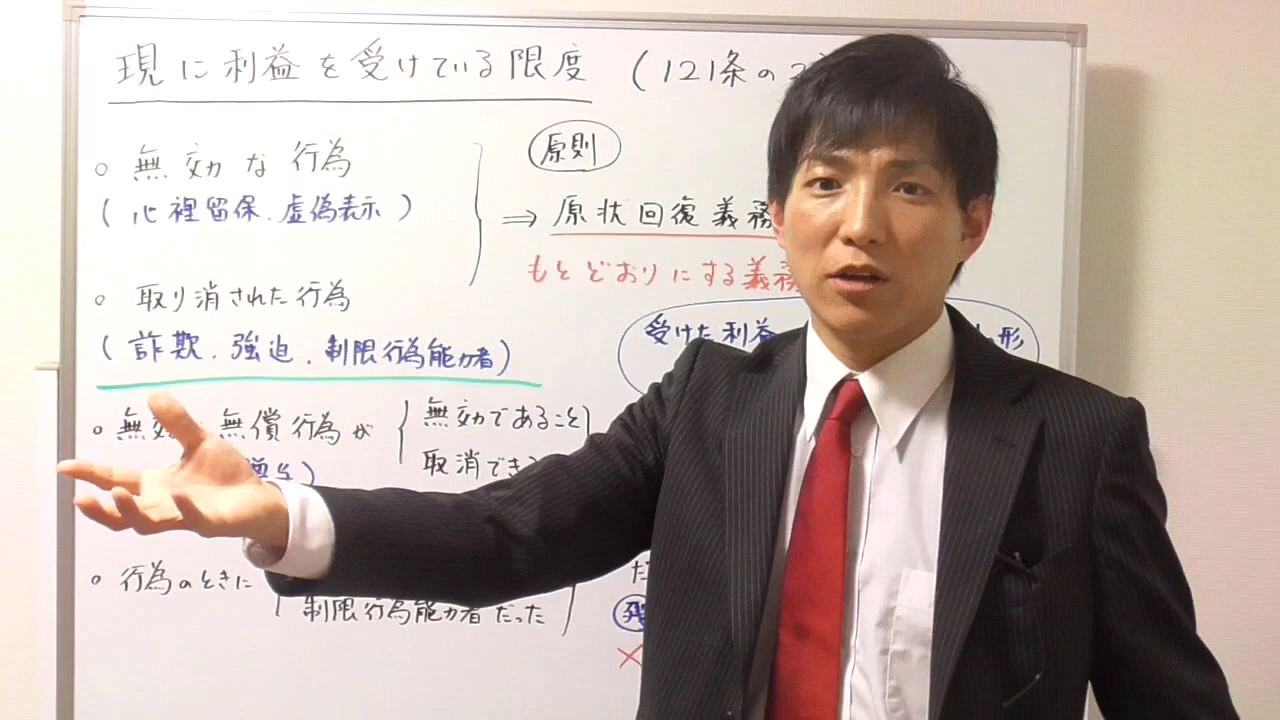 現に利益を受けている限度 (121条の2
原則
○ 無効な行為
(心裡留保、虚偽表示)
⇒ 原状回復義務
もとどおりにする義務
○ 取り消された行為
(詐欺、強迫、制限行為能力者)
受けた利益
形
○ 無効 無償行為が
無効であること
取消できる
贈与)
○ 行為のときに
制限行為能力者だった